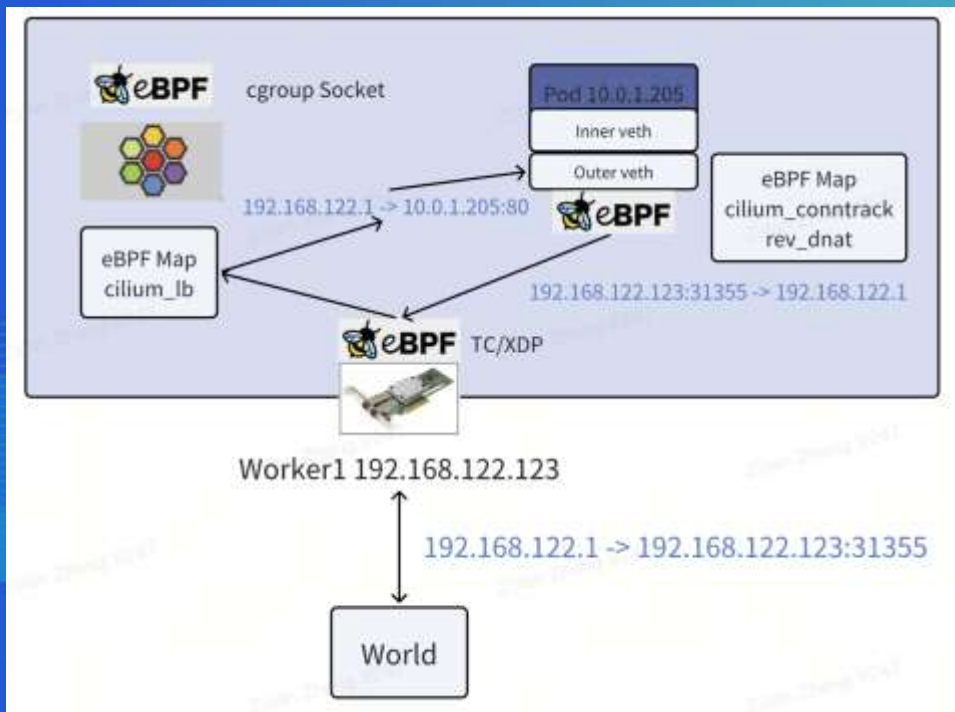 eBPF
cgroup Socket
Pod 10.0.1.205
Inner veth
Outer veth
eBPF
192.168.122.1 -> 10.0.1.205:80
eBPF Map
cilium_conntrack
rev_dnat
eBPF Map
cilium_lb
192.168.122.123:31355 -> 192.168.122.1
eBPF
TC/XDP
Worker1 192.168.122.123
192.168.122.1 -> 192.168.122.123:31355
World